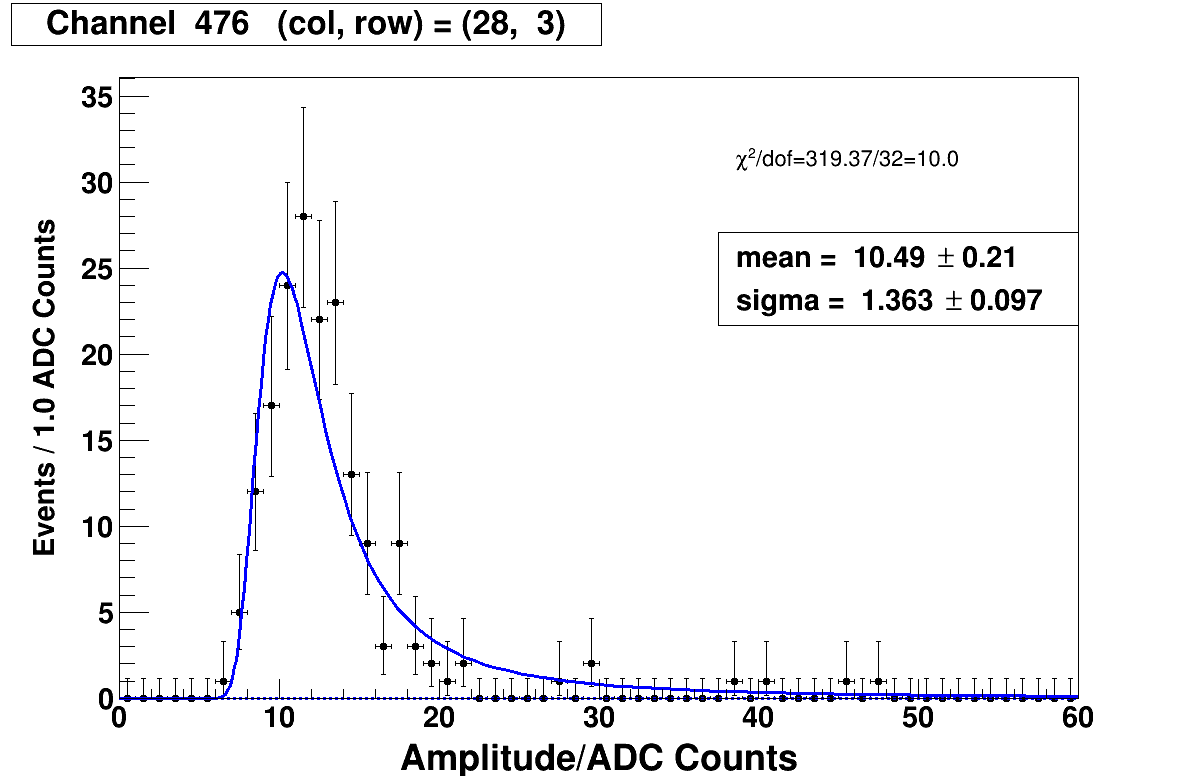 Channel 476 (col, row) = (28, 3)
35
30
25
20
15
10
5
0
Events / 1.0 ADC Counts
χ²/dof=319.37/32=10.0
mean = 10.49 ± 0.21
sigma = 1.363 ± 0.097
0 10 20 30 40 50 60
Amplitude/ADC Counts